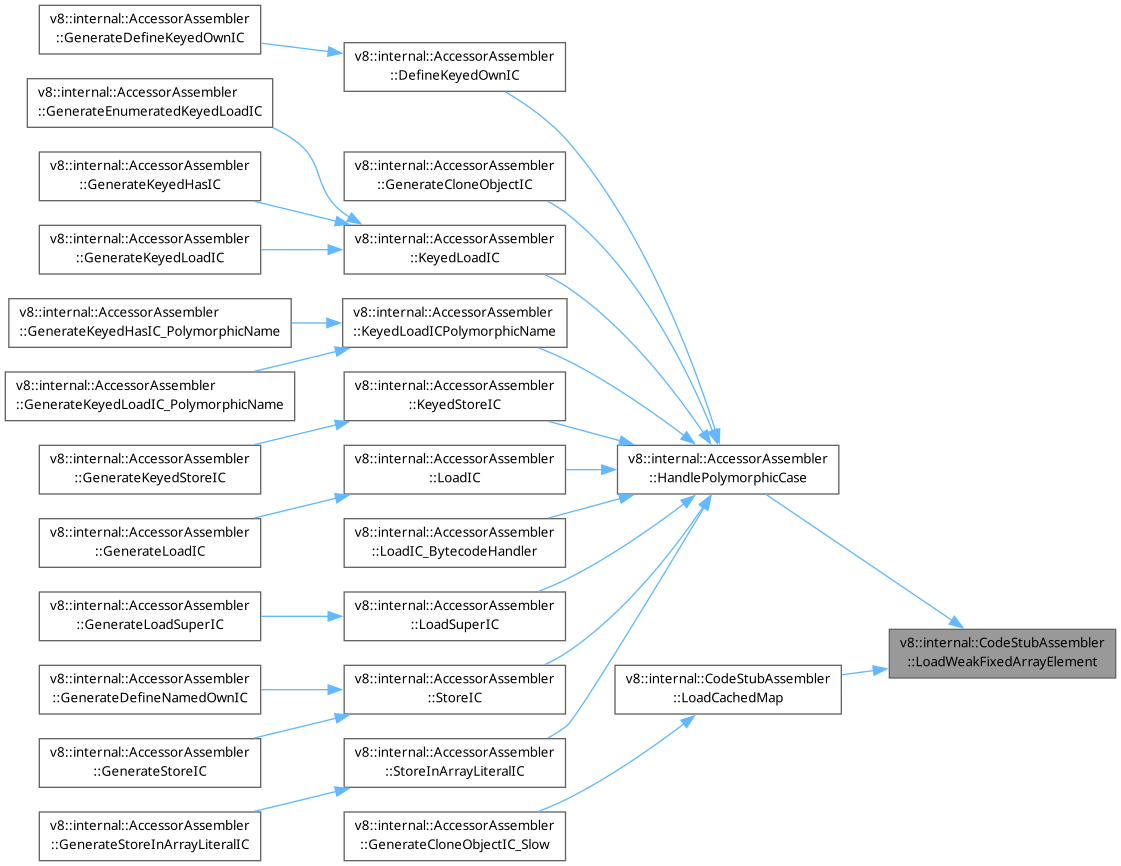 v8::internal::AccessorAssembler
::GenerateDefineKeyedOwnIC
v8::internal::AccessorAssembler
::GenerateEnumeratedKeyedLoadIC
v8::internal::AccessorAssembler
::GenerateKeyedHasIC
v8::internal::AccessorAssembler
::GenerateKeyedLoadIC
v8::internal::AccessorAssembler
::GenerateKeyedHasIC_PolymorphicName
v8::internal::AccessorAssembler
::GenerateKeyedLoadIC_PolymorphicName
v8::internal::AccessorAssembler
::GenerateKeyedStoreIC
v8::internal::AccessorAssembler
::GenerateLoadIC
v8::internal::AccessorAssembler
::GenerateLoadSuperIC
v8::internal::AccessorAssembler
::GenerateDefineNamedOwnIC
v8::internal::AccessorAssembler
::GenerateStoreIC
v8::internal::AccessorAssembler
::GenerateStoreInArrayLiteralIC
v8::internal::AccessorAssembler
::DefineKeyedOwnIC
v8::internal::AccessorAssembler
::GenerateCloneObjectIC
v8::internal::AccessorAssembler
::KeyedLoadIC
v8::internal::AccessorAssembler
::KeyedLoadICPolymorphicName
v8::internal::AccessorAssembler
::KeyedStoreIC
v8::internal::AccessorAssembler
::LoadIC
v8::internal::AccessorAssembler
::LoadIC_BytecodeHandler
v8::internal::AccessorAssembler
::LoadSuperIC
v8::internal::AccessorAssembler
::StoreIC
v8::internal::AccessorAssembler
::StoreInArrayLiteralIC
v8::internal::AccessorAssembler
::GenerateCloneObjectIC_Slow
v8::internal::AccessorAssembler
::HandlePolymorphicCase
v8::internal::CodeStubAssembler
::LoadCachedMap
v8::internal::CodeStubAssembler
::LoadWeakFixedArrayElement